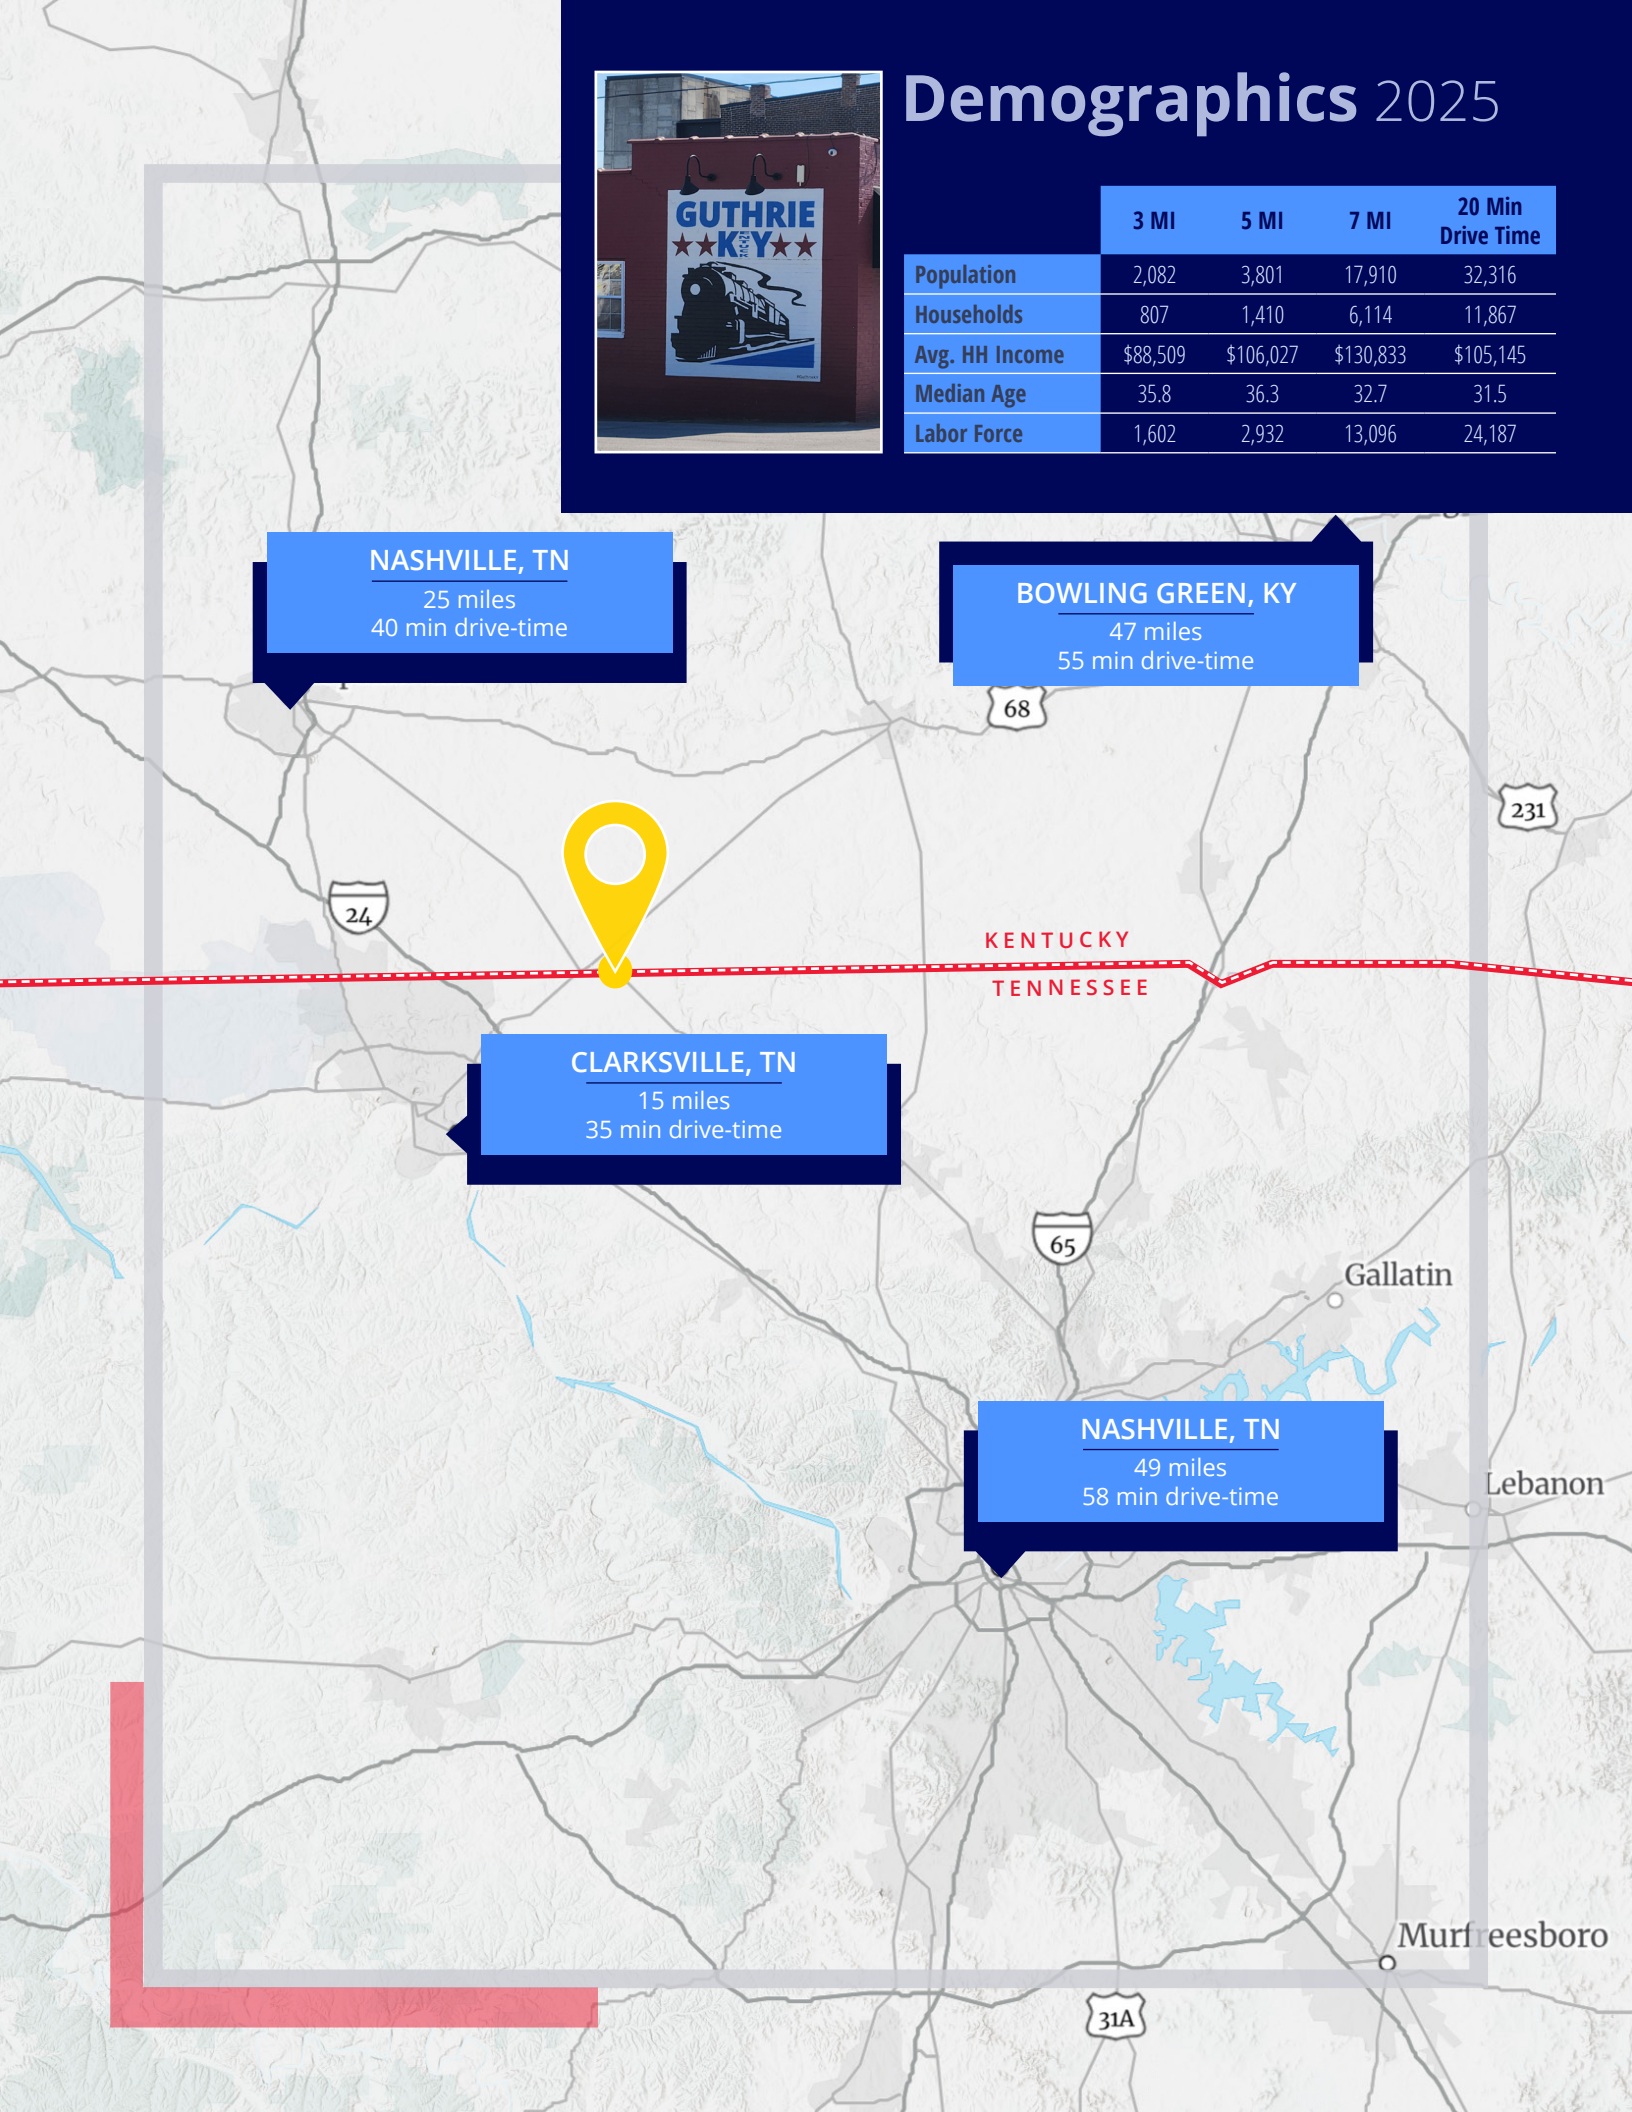 Demographics 2025
GUTHRIE
KY
3 MI 5 MI 7 MI 20 Min Drive Time
Population 2,082 3,801 17,910 32,316
Households 807 1,410 6,114 11,867
Avg. HH Income $88,509 $106,027 $130,833 $105,145
Median Age 35.8 36.3 32.7 31.5
Labor Force 1,602 2,932 13,096 24,187
NASHVILLE, TN
25 miles
40 min drive-time
BOWLING GREEN, KY
47 miles
55 min drive-time
68
231
24
KENTUCKY
TENNESSEE
CLARKSVILLE, TN
15 miles
35 min drive-time
65
Gallatin
NASHVILLE, TN
49 miles
58 min drive-time
Lebanon
Murfreesboro
31A